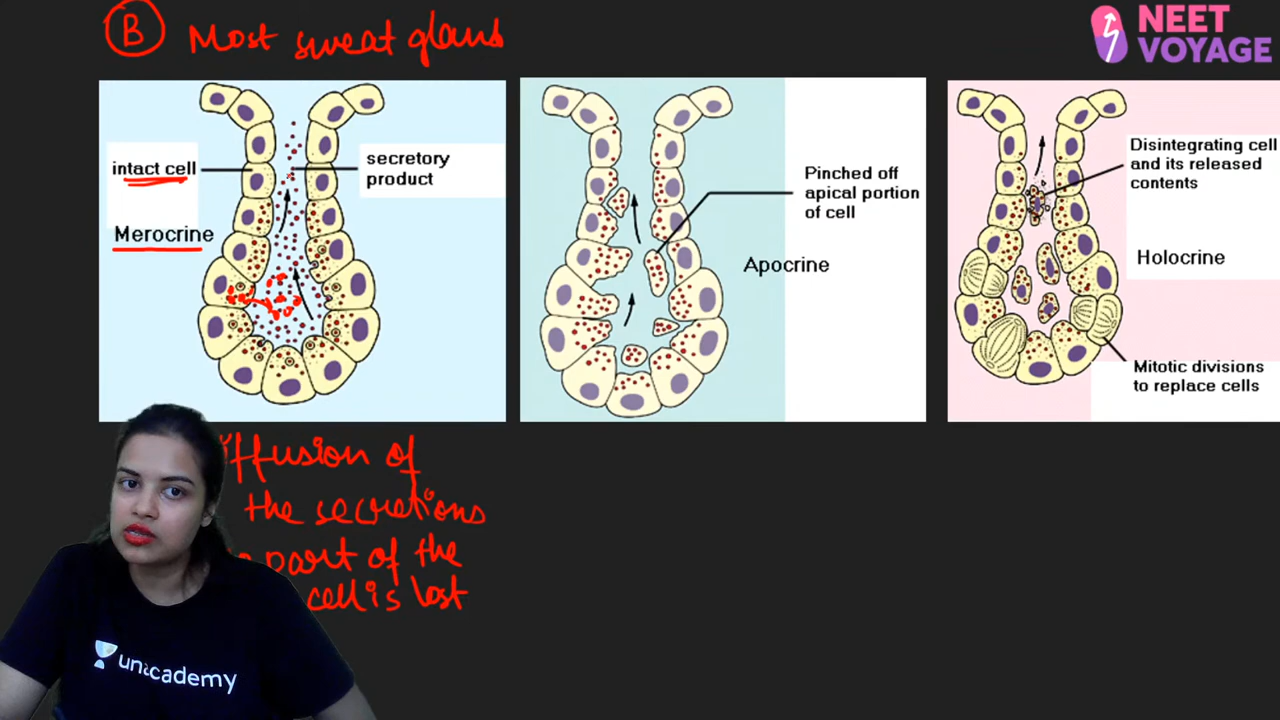 B Most sweat glands
NEET
VOYAGE
intact cell
secretory
product
Merocrine
Pinched off
apical portion
of cell
Apocrine
Disintegrating cell
and its released
contents
Holocrine
Mitotic divisions
to replace cells
iffusion of
the secretions
part of the
cell is lost
unacademy